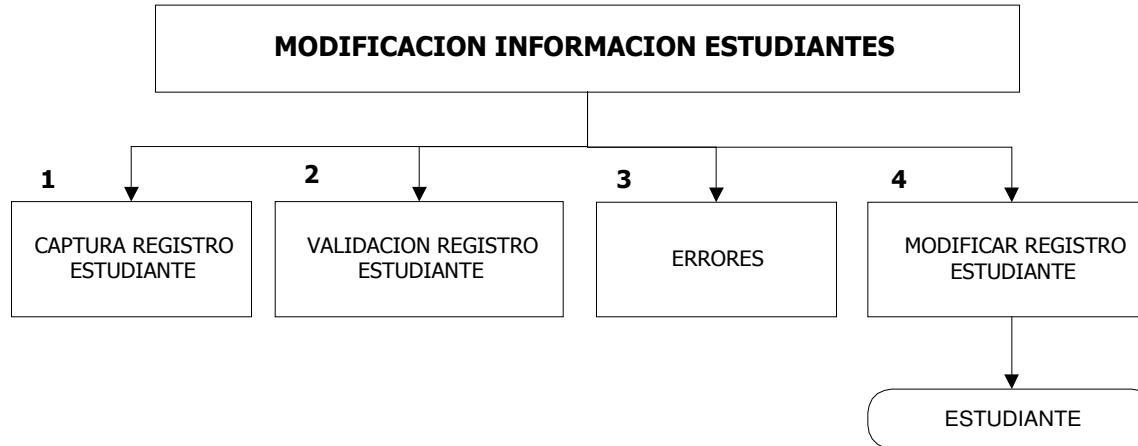 MODIFICACION INFORMACION ESTUDIANTES
1
2
3
4
CAPTURA REGISTRO
ESTUDIANTE
VALIDACION REGISTRO
ESTUDIANTE
ERRORES
MODIFICAR REGISTRO
ESTUDIANTE
ESTUDIANTE